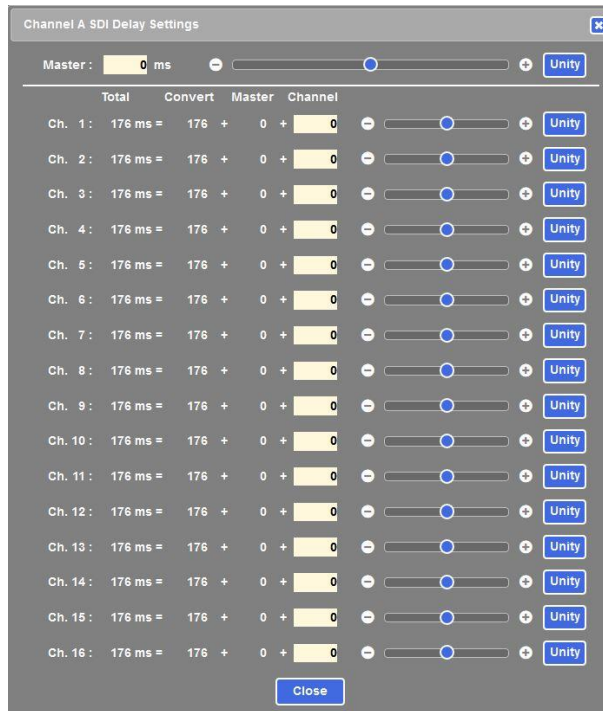 Channel A SDI Delay Settings
Master : 0 ms Unity
Total Convert Master Channel
Ch. 1 : 176 ms = 176 + 0 + 0 Unity
Ch. 2 : 176 ms = 176 + 0 + 0 Unity
Ch. 3 : 176 ms = 176 + 0 + 0 Unity
Ch. 4 : 176 ms = 176 + 0 + 0 Unity
Ch. 5 : 176 ms = 176 + 0 + 0 Unity
Ch. 6 : 176 ms = 176 + 0 + 0 Unity
Ch. 7 : 176 ms = 176 + 0 + 0 Unity
Ch. 8 : 176 ms = 176 + 0 + 0 Unity
Ch. 9 : 176 ms = 176 + 0 + 0 Unity
Ch. 10 : 176 ms = 176 + 0 + 0 Unity
Ch. 11 : 176 ms = 176 + 0 + 0 Unity
Ch. 12 : 176 ms = 176 + 0 + 0 Unity
Ch. 13 : 176 ms = 176 + 0 + 0 Unity
Ch. 14 : 176 ms = 176 + 0 + 0 Unity
Ch. 15 : 176 ms = 176 + 0 + 0 Unity
Ch. 16 : 176 ms = 176 + 0 + 0 Unity
Close